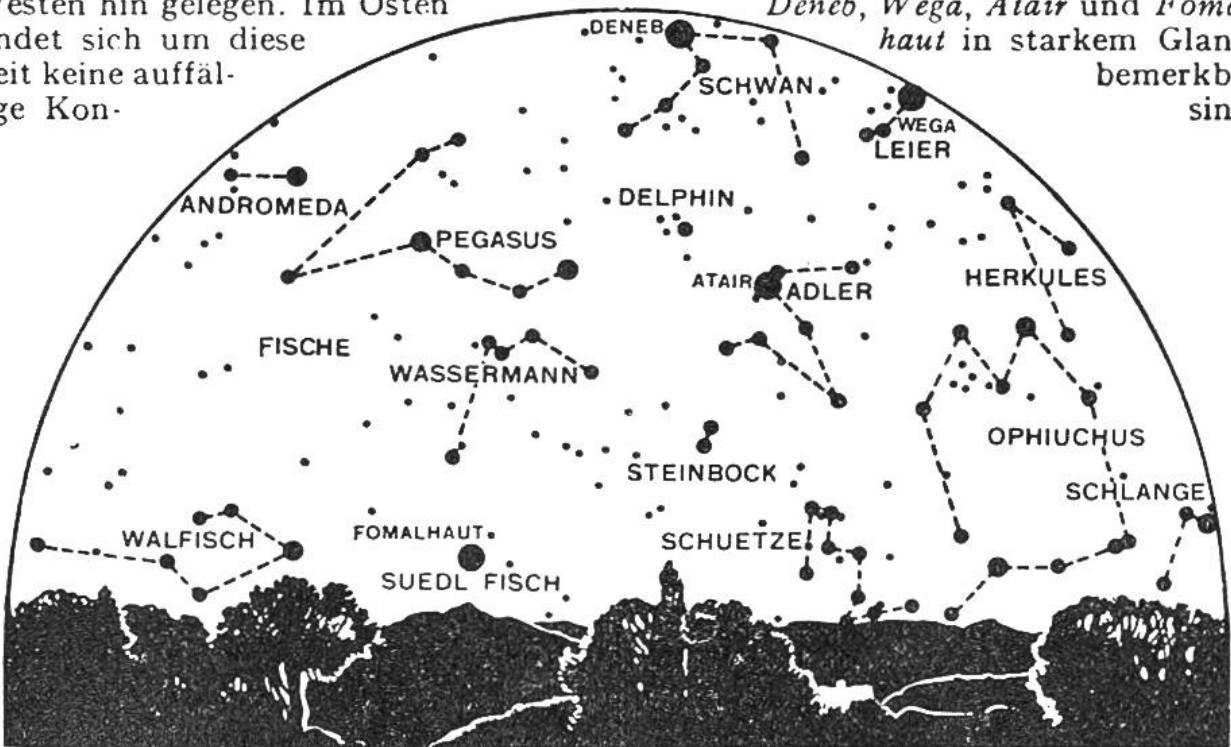 esten hin gelegen. Im Osten
ndet sich um diese
eit keine auffäl-
ge Kon-
Deneb, Wega, Atair und Foma
haut in starkem Glan
bemerkb
sin
DENEB
SCHWAN
WEGA
LEIER
ANDROMEDA
DELPHIN
PEGASUS
ATAIR
ADLER
HERKULES
FISCHE
WASSERMANN
OPHIUCHUS
STEINBOCK
SCHLANGE
WALFISCH
FOMALHAUT
SUEDL FISCH
SCHUETZE